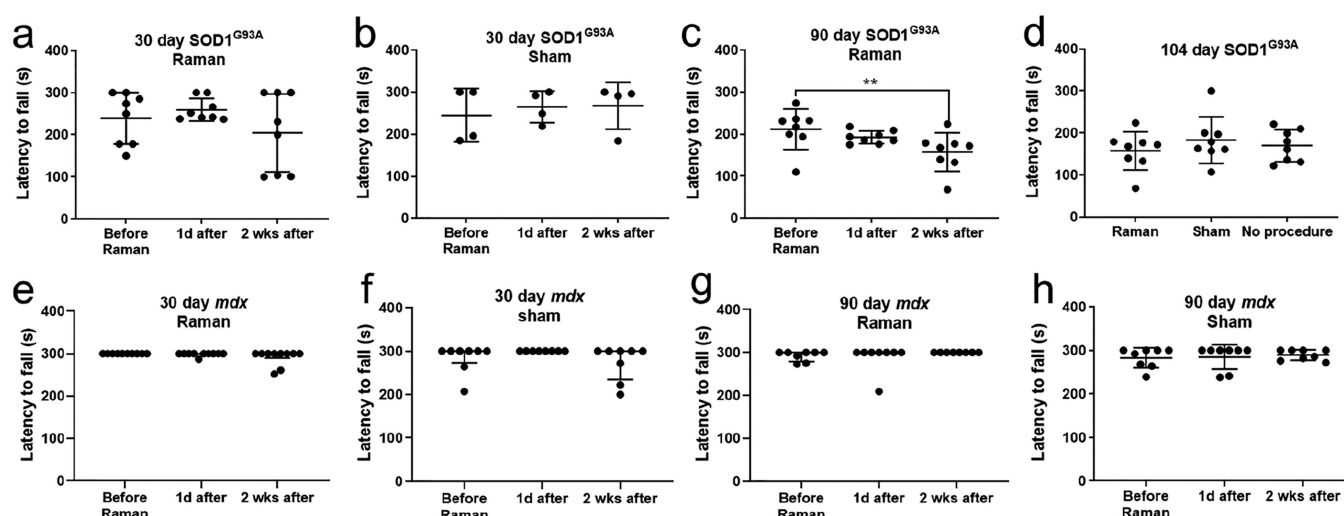 a
30 day SOD1G93A
Raman
Latency to fall (s)
400
300
200
100
0
Before
Raman
1d after
2 wks after
b
30 day SOD1G93A
Sham
Latency to fall (s)
400
300
200
100
0
Before
Raman
1d after
2 wks after
c
90 day SOD1G93A
Raman
Latency to fall (s)
400
300
200
100
0
**
Before
Raman
1d after
2 wks after
d
104 day SOD1G93A
Latency to fall (s)
400
300
200
100
0
Raman
Sham
No procedure
e
30 day mdx
Raman
Latency to fall (s)
400
300
200
100
0
Before
Raman
1d after
2 wks after
f
30 day mdx
sham
Latency to fall (s)
400
300
200
100
0
Before
Raman
1d after
2 wks after
g
90 day mdx
Raman
Latency to fall (s)
400
300
200
100
0
Before
Raman
1d after
2 wks after
h
90 day mdx
Sham
Latency to fall (s)
400
300
200
100
0
Before
Raman
1d after
2 wks after